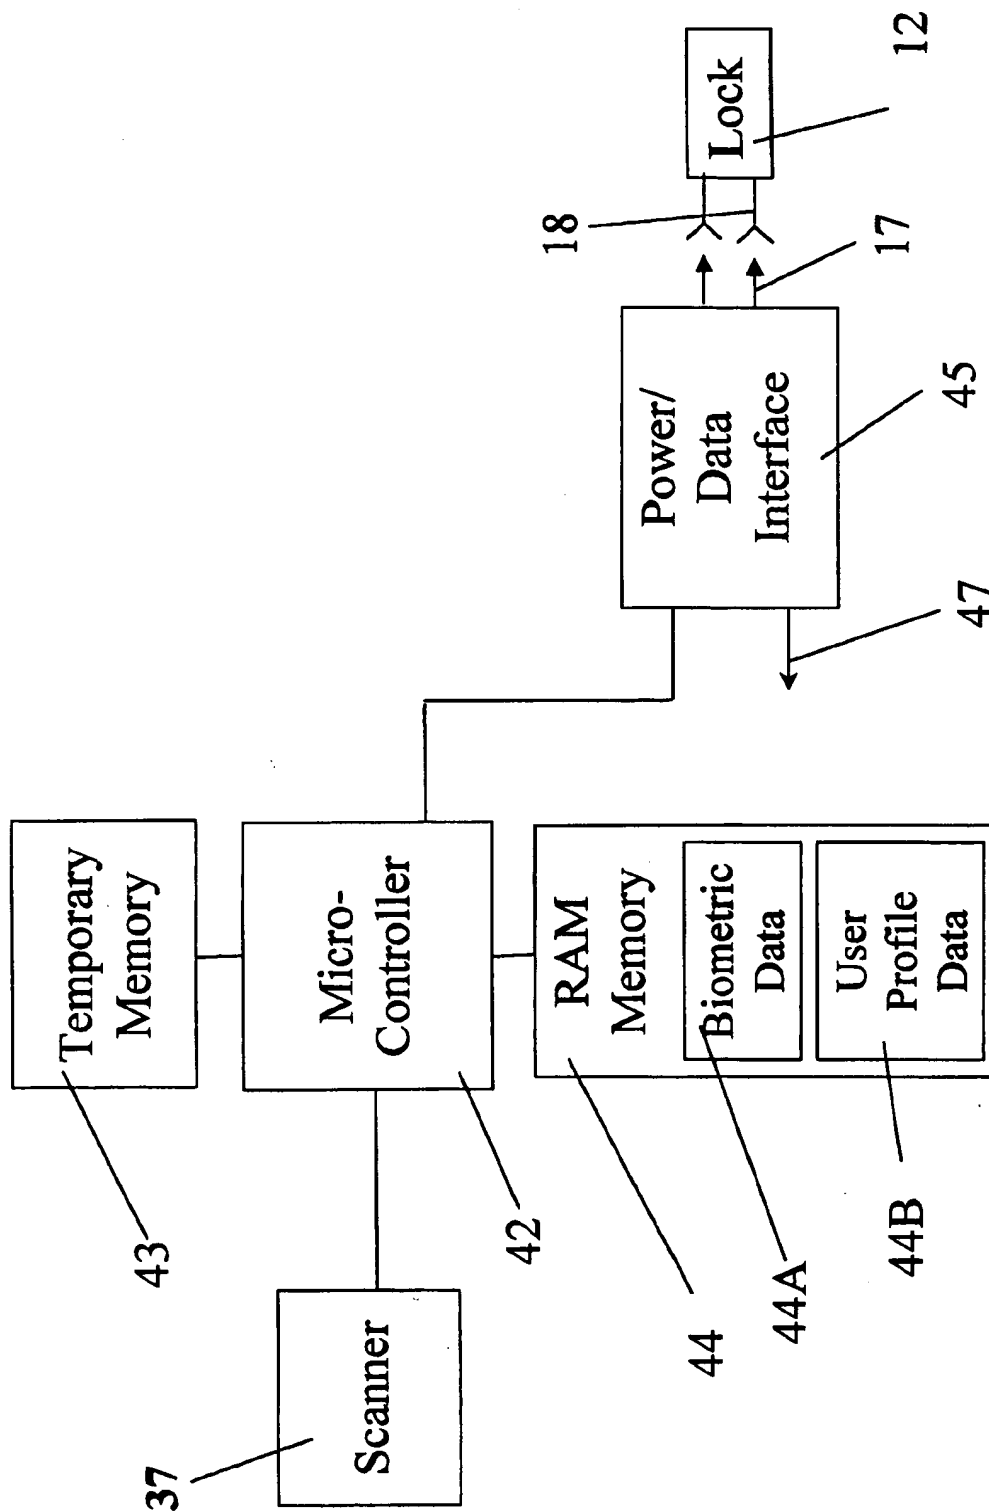 37
Scanner
43
Temporary
Memory
Micro-
Controller
42
44
RAM
Memory
44A
Biometric
Data
44B
User
Profile
Data
Power/
Data
Interface
45
47
18
17
Lock
12